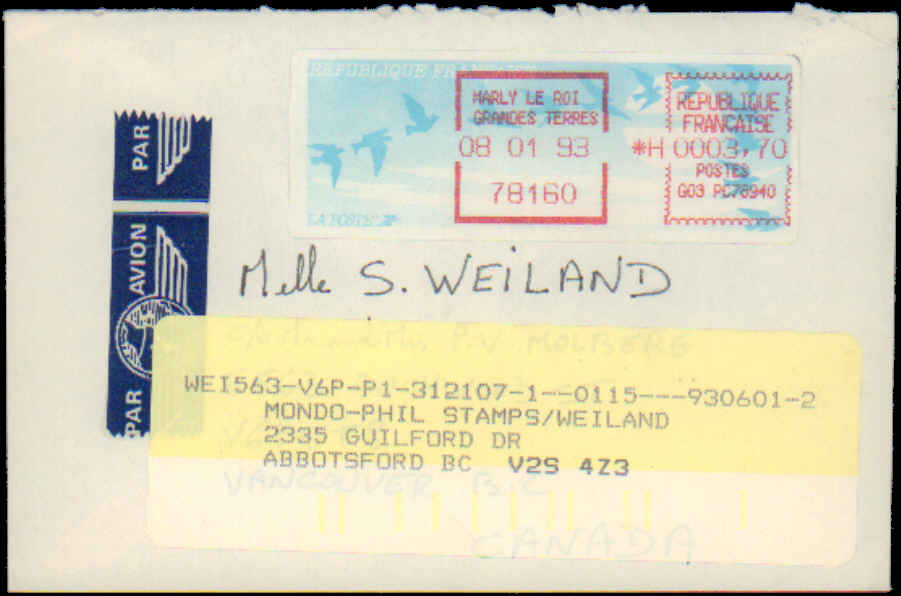 REPUBLIQUE FRANÇAISE
MARLY LE ROI
GRANDES TERRES
08 01 93
78160
REPUBLIQUE
FRANCAISE
*H 0003,70
POSTES
G03 PC78940
LA POSTE
PAR
PAR AVION
Melle S. WEILAND
P.V MOLBERG
WEI563-V6P-P1-312107-1--0115---930601-2
MONDO-PHIL STAMPS/WEILAND
2335 GUILFORD DR
ABBOTSFORD BC V2S 4Z3
VANCOUVER B.C
CANADA